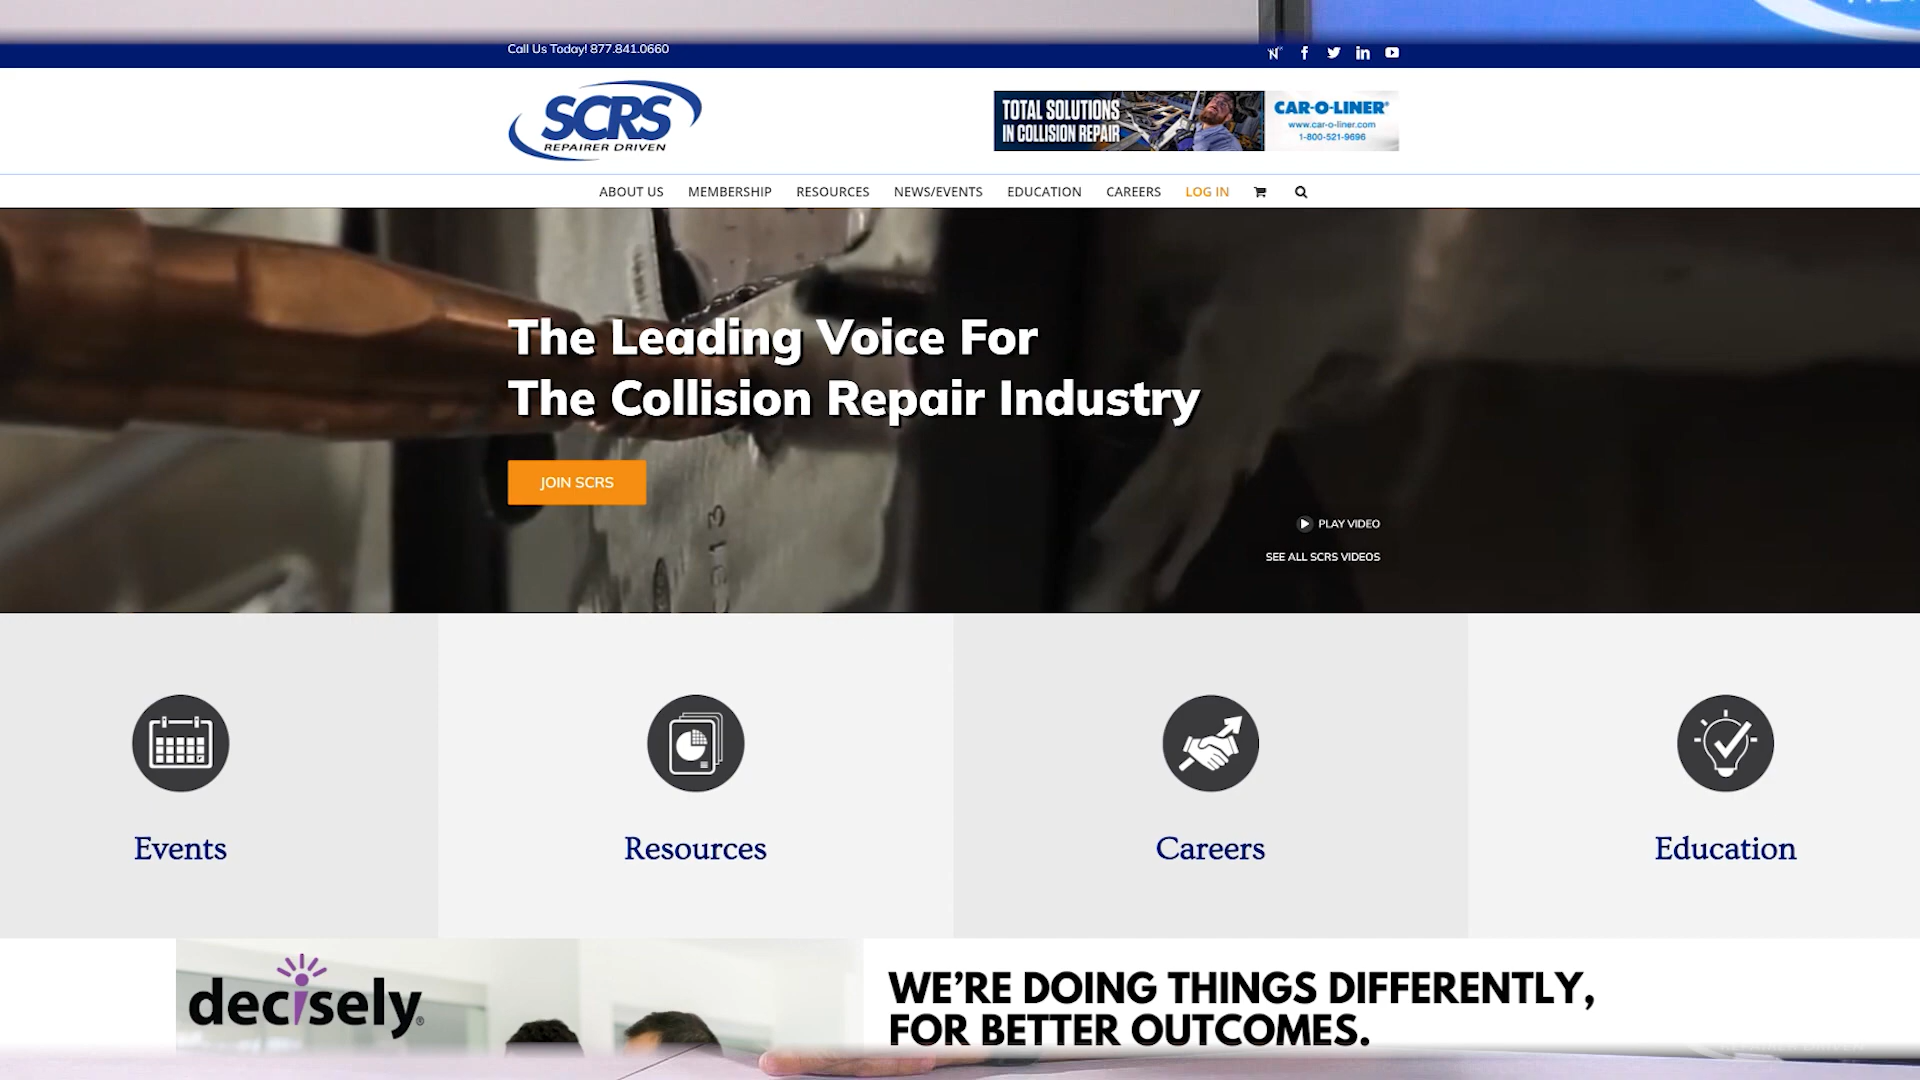 Call Us Today! 877.841.0660
SCRS
REPAIRER DRIVEN
TOTAL SOLUTIONS
IN COLLISION REPAIR
CAR-O-LINER®
www.car-o-liner.com
1-800-521-9696
ABOUT US MEMBERSHIP RESOURCES NEWS/EVENTS EDUCATION CAREERS LOG IN
The Leading Voice For
The Collision Repair Industry
JOIN SCRS
PLAY VIDEO
SEE ALL SCRS VIDEOS
Events Resources Careers Education
decisely®
WE'RE DOING THINGS DIFFERENTLY,
FOR BETTER OUTCOMES.